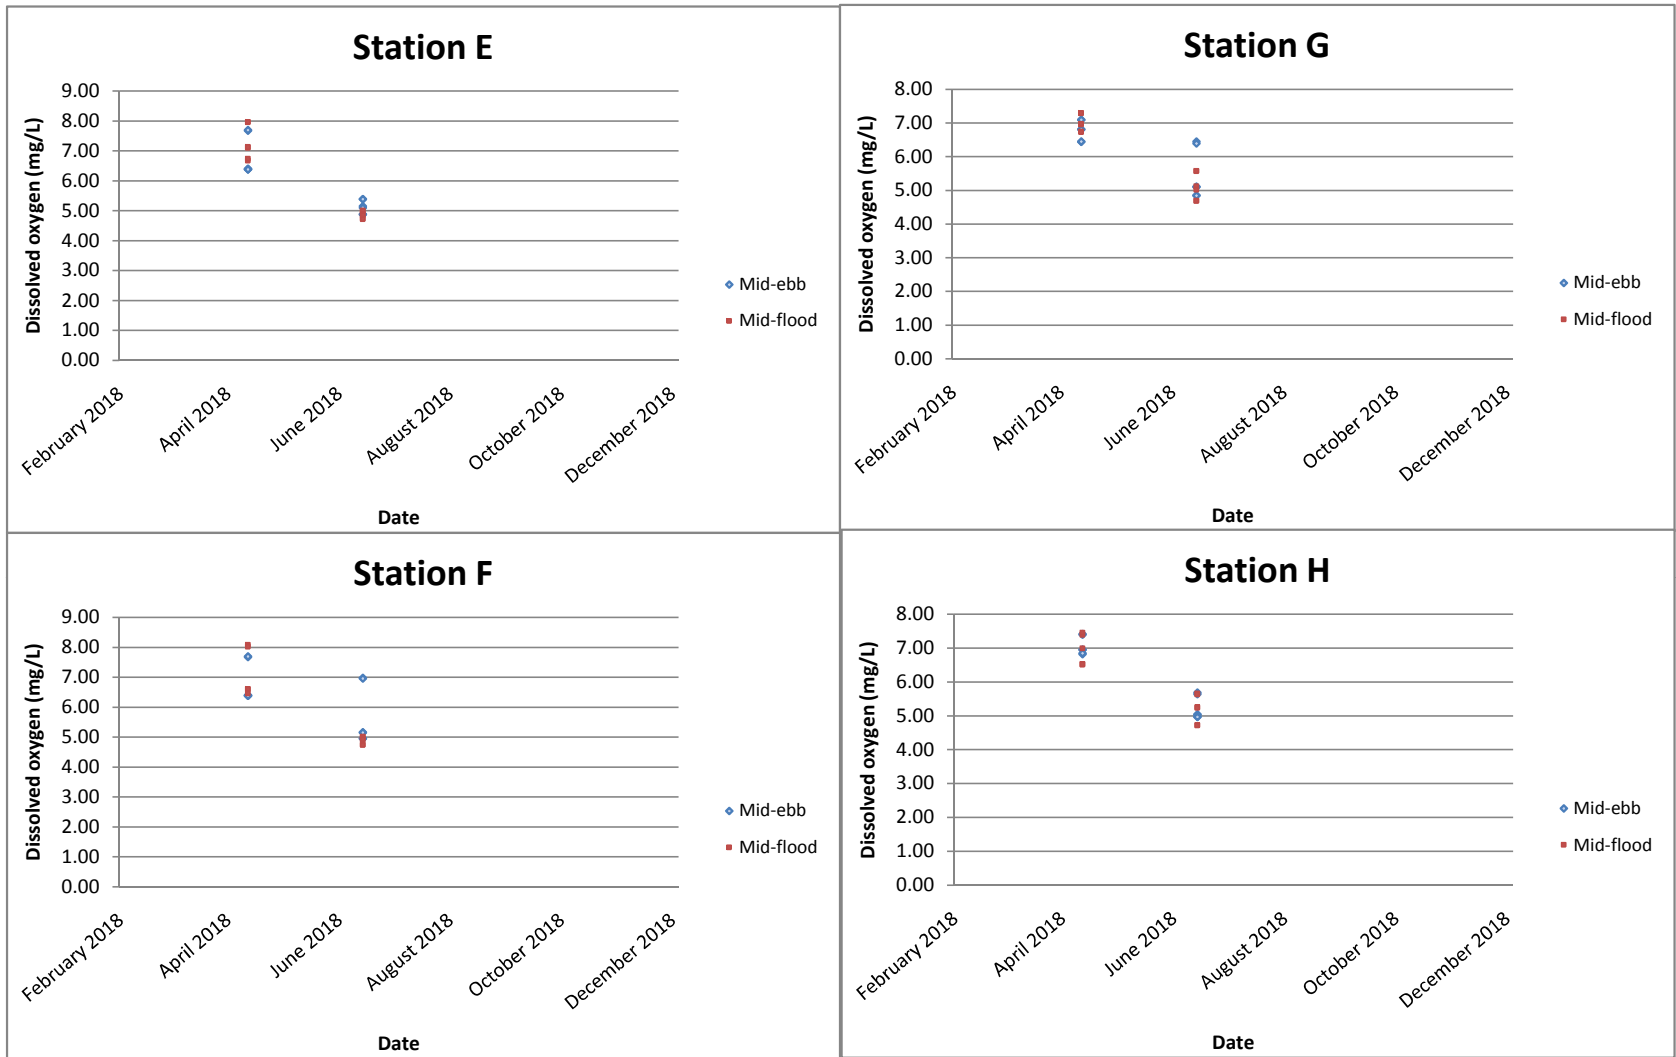 Station E
Dissolved oxygen (mg/L)
9.00
8.00
7.00
6.00
5.00
4.00
3.00
2.00
1.00
0.00
Mid-ebb
Mid-flood
February 2018
April 2018
June 2018
August 2018
October 2018
December 2018
Date
Station G
Dissolved oxygen (mg/L)
8.00
7.00
6.00
5.00
4.00
3.00
2.00
1.00
0.00
Mid-ebb
Mid-flood
February 2018
April 2018
June 2018
August 2018
October 2018
December 2018
Date
Station F
Dissolved oxygen (mg/L)
9.00
8.00
7.00
6.00
5.00
4.00
3.00
2.00
1.00
0.00
Mid-ebb
Mid-flood
February 2018
April 2018
June 2018
August 2018
October 2018
December 2018
Date
Station H
Dissolved oxygen (mg/L)
8.00
7.00
6.00
5.00
4.00
3.00
2.00
1.00
0.00
Mid-ebb
Mid-flood
February 2018
April 2018
June 2018
August 2018
October 2018
December 2018
Date